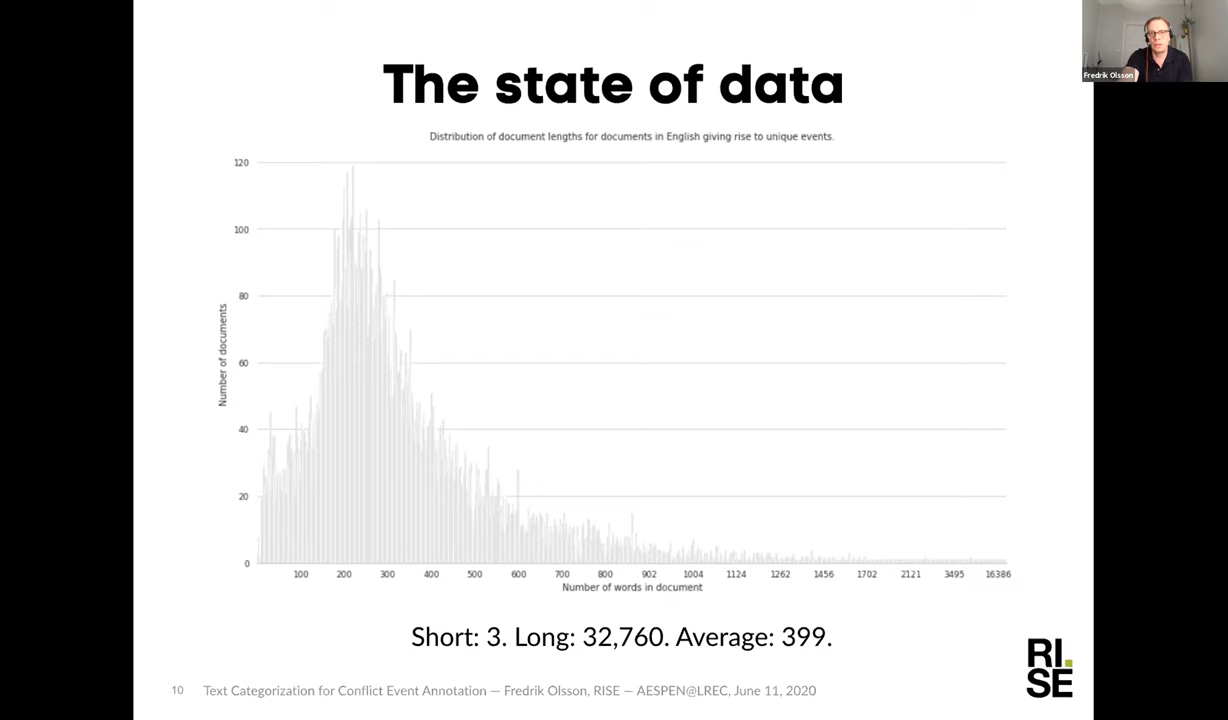 The state of data
Fredrik Olsson
Distribution of document lengths for documents in English giving rise to unique events.
120
100
80
60
40
20
0
Number of documents
100 200 300 400 500 600 700 800 902 1004 1124 1262 1456 1702 2121 3495 16386
Number of words in document
Short: 3. Long: 32,760. Average: 399.
10 Text Categorization for Conflict Event Annotation — Fredrik Olsson, RISE — AESPEN@LREC, June 11, 2020
RI.
SE